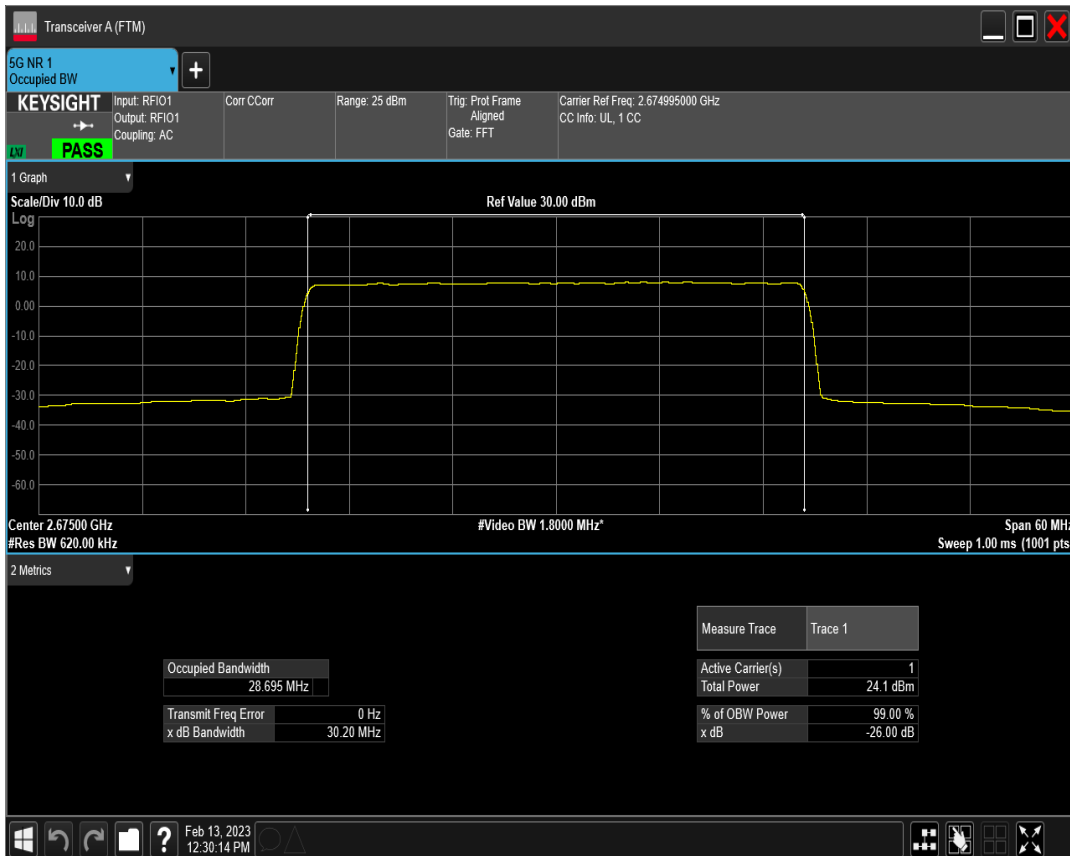 Transceiver A (FTM)
5G NR 1
Occupied BW
+
KEYSIGHT
LXI
PASS
Input: RFIO1
Output: RFIO1
Coupling: AC
Corr CCorr
Range: 25 dBm
Trig: Prot Frame
Aligned
Gate: FFT
Carrier Ref Freq: 2.674995000 GHz
CC Info: UL, 1 CC
1 Graph
Scale/Div 10.0 dB
Ref Value 30.00 dBm
Log
20.0
10.0
0.00
-10.0
-20.0
-30.0
-40.0
-50.0
-60.0
Center 2.67500 GHz
#Video BW 1.8000 MHz*
Span 60 MHz
#Res BW 620.00 kHz
Sweep 1.00 ms (1001 pts
2 Metrics
Measure Trace Trace 1
Occupied Bandwidth
28.695 MHz
Active Carrier(s) 1
Total Power 24.1 dBm
Transmit Freq Error 0 Hz
x dB Bandwidth 30.20 MHz
% of OBW Power 99.00 %
x dB -26.00 dB
?
Feb 13, 2023
12:30:14 PM